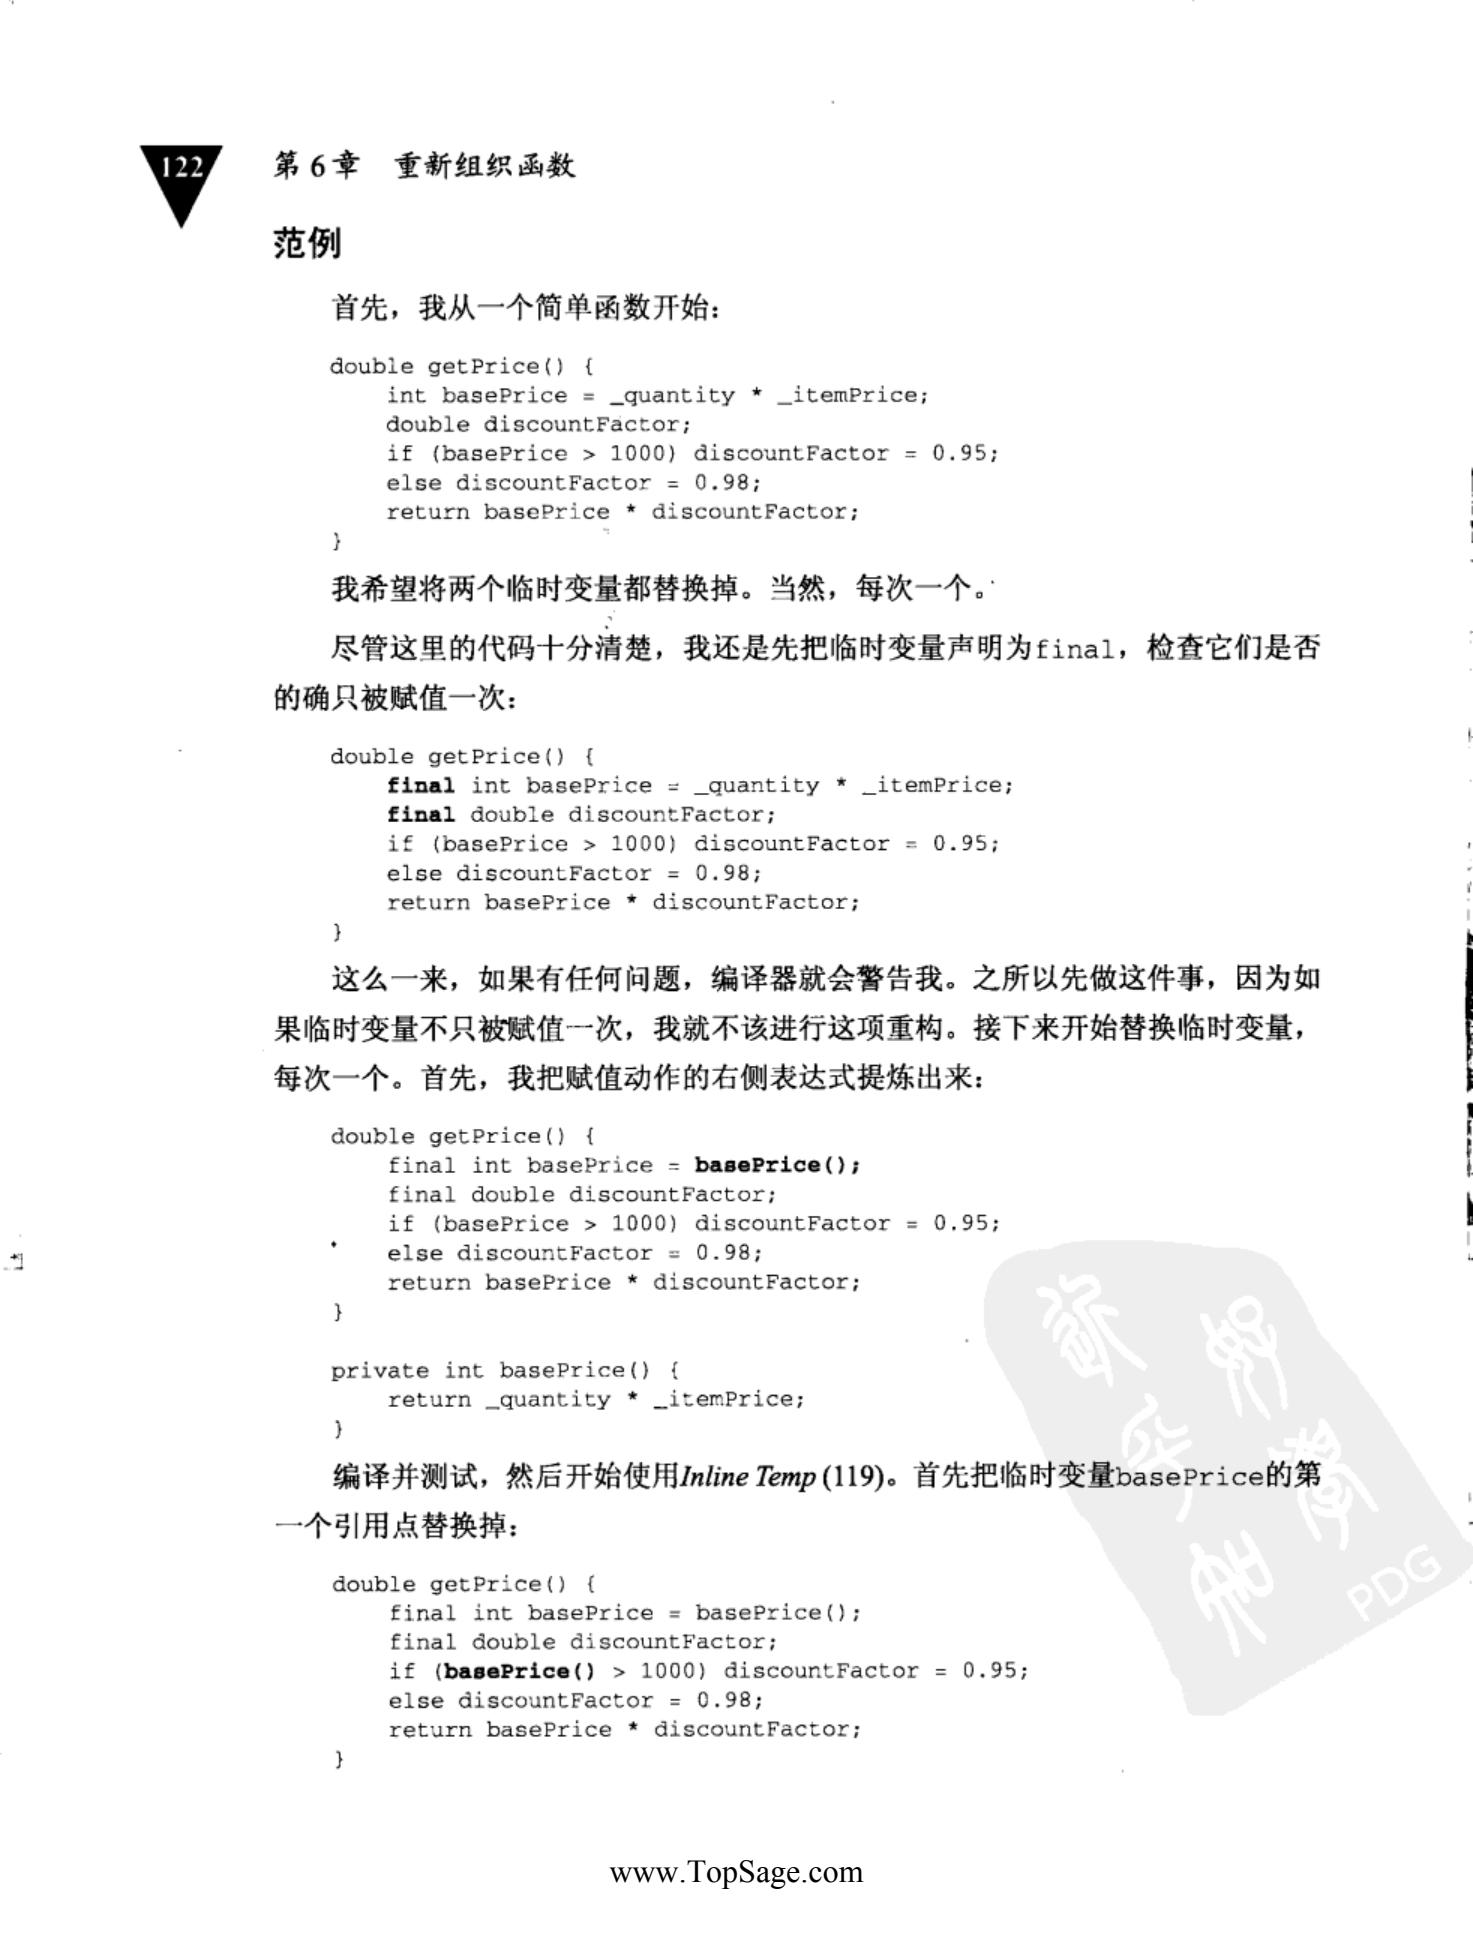 122
第 6 章 重新组织函数
范例
首先，我从一个简单函数开始：
double getPrice() {
    int basePrice = _quantity * _itemPrice;
    double discountFactor;
    if (basePrice > 1000) discountFactor = 0.95;
    else discountFactor = 0.98;
    return basePrice * discountFactor;
}
我希望将两个临时变量都替换掉。当然，每次一个。
尽管这里的代码十分清楚，我还是先把临时变量声明为final，检查它们是否
的确只被赋值一次：
double getPrice() {
    final int basePrice = _quantity * _itemPrice;
    final double discountFactor;
    if (basePrice > 1000) discountFactor = 0.95;
    else discountFactor = 0.98;
    return basePrice * discountFactor;
}
这么一来，如果有任何问题，编译器就会警告我。之所以先做这件事，因为如
果临时变量不只被赋值一次，我就不该进行这项重构。接下来开始替换临时变量，
每次一个。首先，我把赋值动作的右侧表达式提炼出来：
double getPrice() {
    final int basePrice = basePrice();
    final double discountFactor;
    if (basePrice > 1000) discountFactor = 0.95;
    else discountFactor = 0.98;
    return basePrice * discountFactor;
}
private int basePrice() {
    return _quantity * _itemPrice;
}
编译并测试，然后开始使用Inline Temp (119)。首先把临时变量basePrice的第
一个引用点替换掉：
double getPrice() {
    final int basePrice = basePrice();
    final double discountFactor;
    if (basePrice() > 1000) discountFactor = 0.95;
    else discountFactor = 0.98;
    return basePrice * discountFactor;
}
PDG
www.TopSage.com